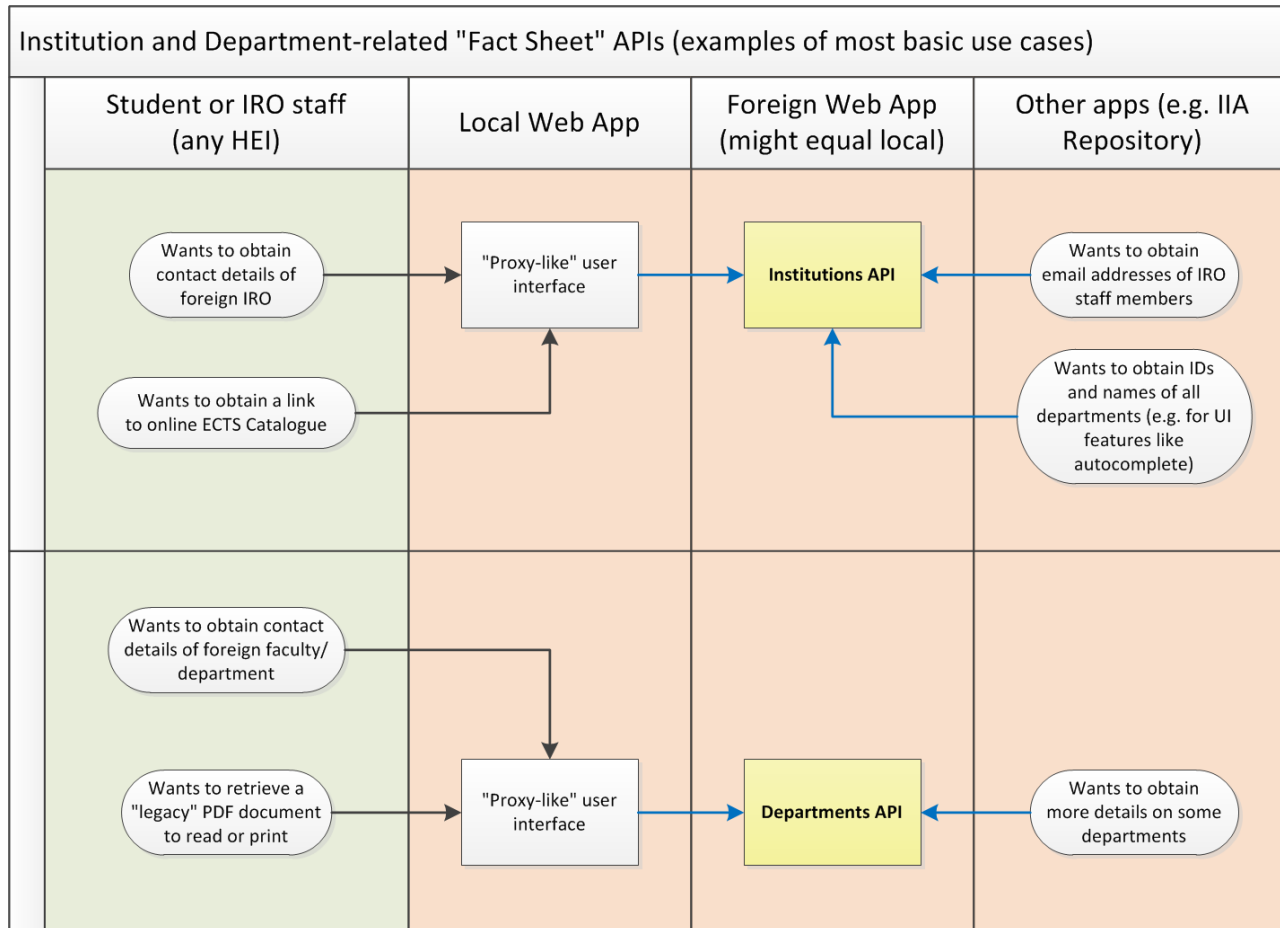 Institution and Department-related "Fact Sheet" APIs (examples of most basic use cases)
Student or IRO staff
(any HEI)
Local Web App
Foreign Web App
(might equal local)
Other apps (e.g. IIA
Repository)
Wants to obtain
contact details of
foreign IRO
"Proxy-like" user
interface
Institutions API
Wants to obtain
email addresses of IRO
staff members
Wants to obtain a link
to online ECTS Catalogue
Wants to obtain IDs
and names of all
departments (e.g. for UI
features like
autocomplete)
Wants to obtain contact
details of foreign faculty/
department
Wants to retrieve a
"legacy" PDF document
to read or print
"Proxy-like" user
interface
Departments API
Wants to obtain
more details on some
departments